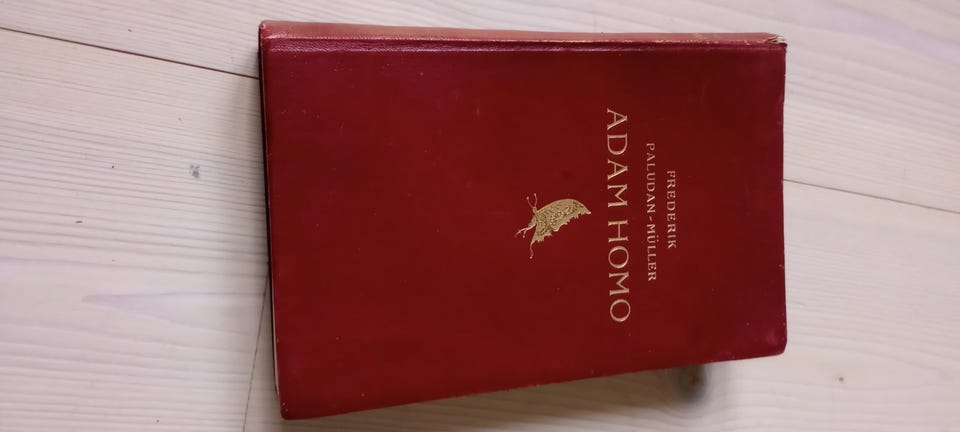 FREDERIK
PALUDAN-MÜLLER
ADAM HOMO